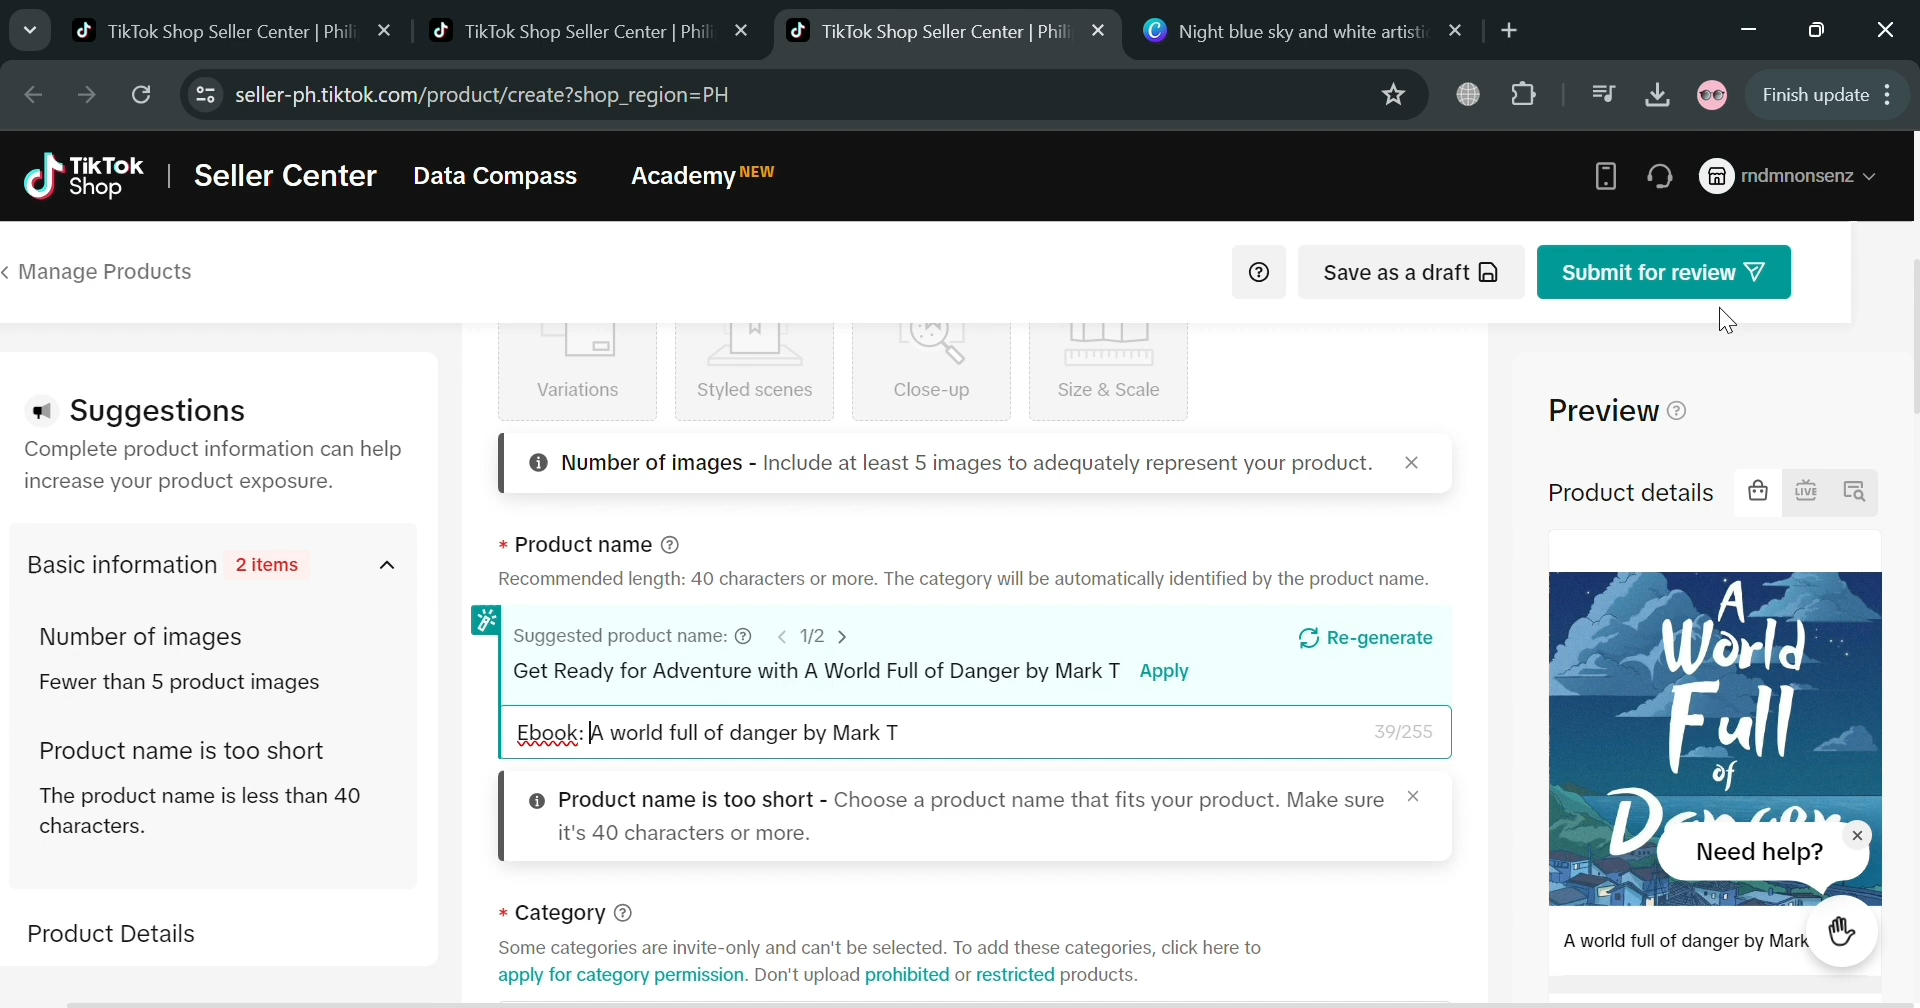 TikTok Shop Seller Center | Phili
TikTok Shop Seller Center | Phili
TikTok Shop Seller Center | Phili
Night blue sky and white artistic
seller-ph.tiktok.com/product/create?shop_region=PH
Finish update
TikTok Shop | Seller Center
Data Compass
Academy NEW
rndmnonsenz
Manage Products
Save as a draft
Submit for review
Suggestions
Complete product information can help
increase your product exposure.
Basic information 2 items
Number of images
Fewer than 5 product images
Product name is too short
The product name is less than 40
characters.
Product Details
Variations
Styled scenes
Close-up
Size & Scale
Number of images - Include at least 5 images to adequately represent your product.
* Product name
Recommended length: 40 characters or more. The category will be automatically identified by the product name.
Suggested product name: 1/2
Re-generate
Get Ready for Adventure with A World Full of Danger by Mark T Apply
Ebook: A world full of danger by Mark T
39/255
Product name is too short - Choose a product name that fits your product. Make sure
it's 40 characters or more.
* Category
Some categories are invite-only and can't be selected. To add these categories, click here to
apply for category permission. Don't upload prohibited or restricted products.
Preview
Product details
LIVE
A
World
Full
of
Danger
Need help?
A world full of danger by Mark